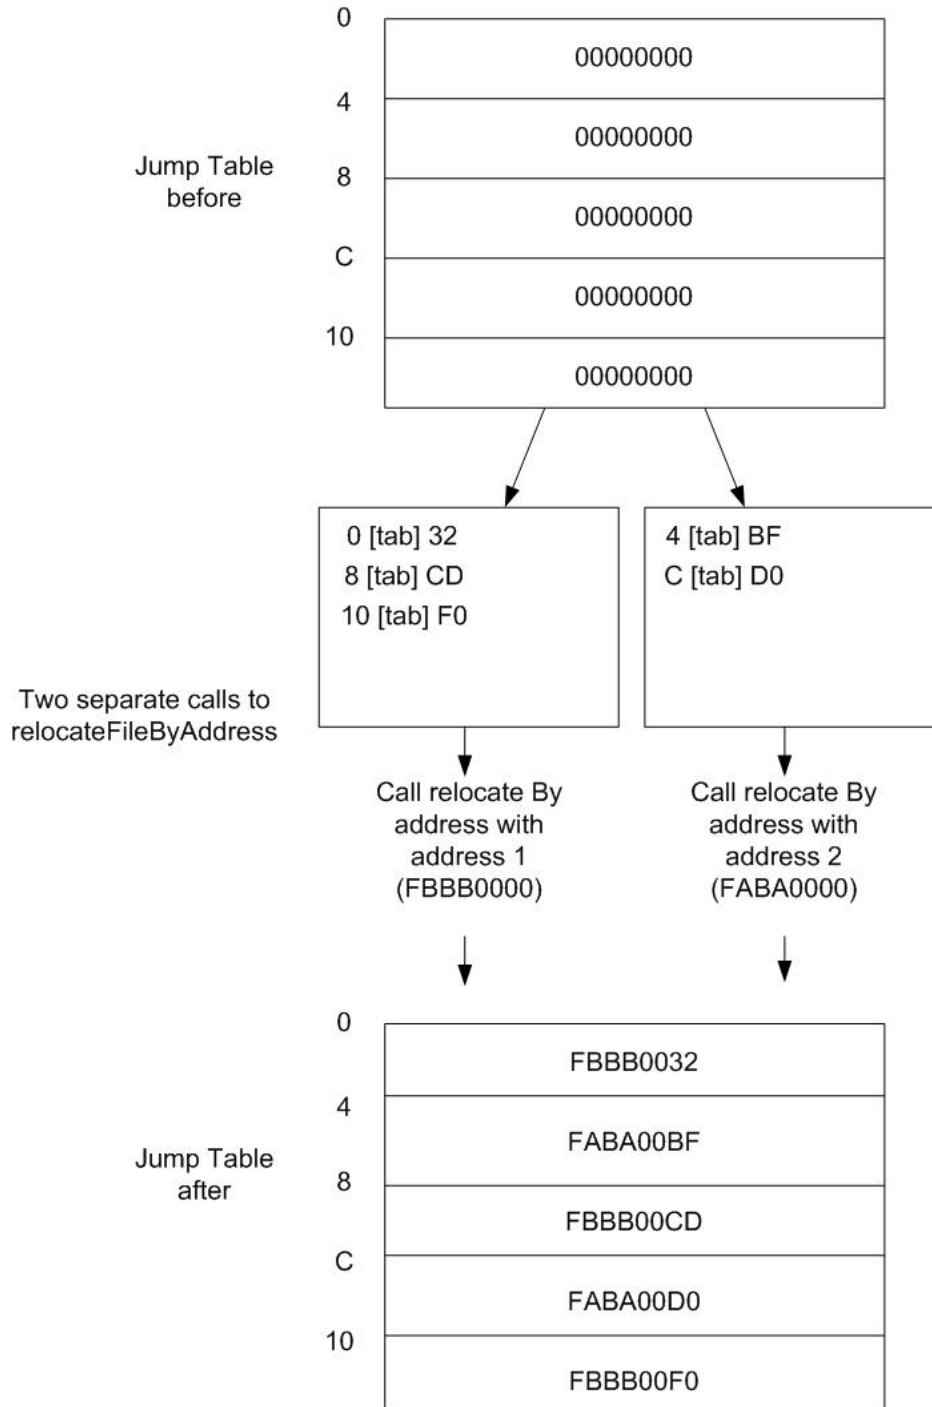 0
00000000
4
00000000
Jump Table
before
8
00000000
C
00000000
10
00000000
0 [tab] 32
8 [tab] CD
10 [tab] F0
4 [tab] BF
C [tab] D0
Two separate calls to
relocateFileByAddress
Call relocate By
address with
address 1
(FBBB0000)
Call relocate By
address with
address 2
(FABA0000)
0
FBBB0032
4
FABA00BF
Jump Table
after
8
FBBB00CD
C
FABA00D0
10
FBBB00F0